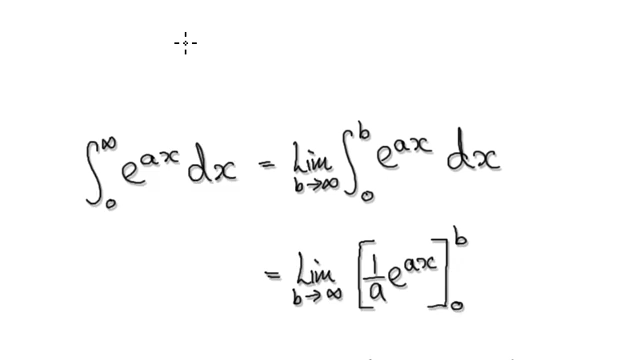 ∫₀^∞ e^{ax} dx = Lim_{b→∞} ∫₀^b e^{ax} dx
= Lim_{b→∞} [1/a e^{ax}]₀^b